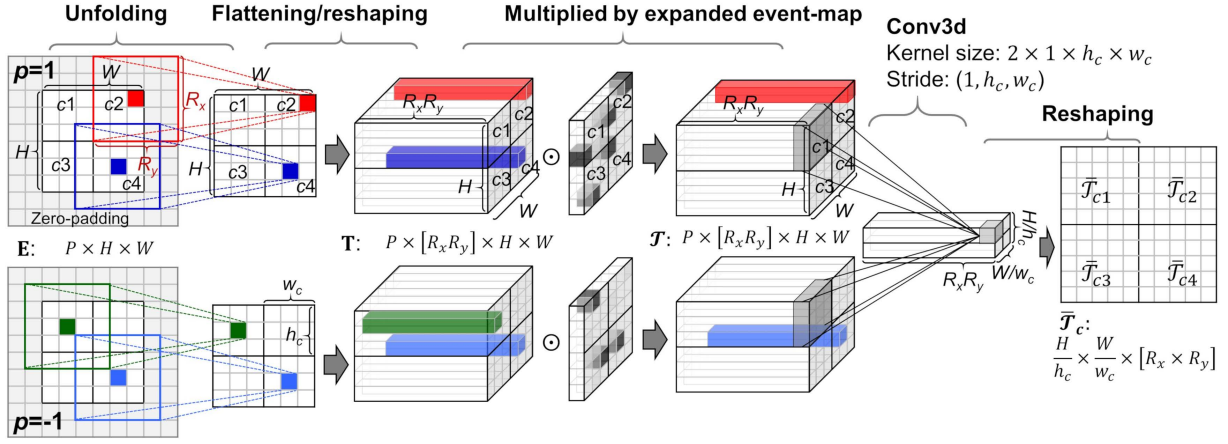 Unfolding
Flattening/reshaping
Multiplied by expanded event-map
Conv3d
Kernel size: 2 × 1 × h_c × w_c
Stride: (1, h_c, w_c)
Reshaping
p=1
W
c1
c2
R_x
H
R_y
c3
c4
Zero-padding
W
c1
c2
H
c3
c4
R_xR_y
c2
c1
c4
c3
H
W
⊙
c2
c1
c4
c3
R_xR_y
c2
c1
c4
c3
H
W
H/h_c
W/w_c
R_xR_y
𝒯̄_c1
𝒯̄_c2
𝒯̄_c3
𝒯̄_c4
E: P × H × W
T: P × [R_xR_y] × H × W
𝒯: P × [R_xR_y] × H × W
w_c
h_c
⊙
p=-1
𝒯̄_c:
H/h_c × W/w_c × [R_x × R_y]